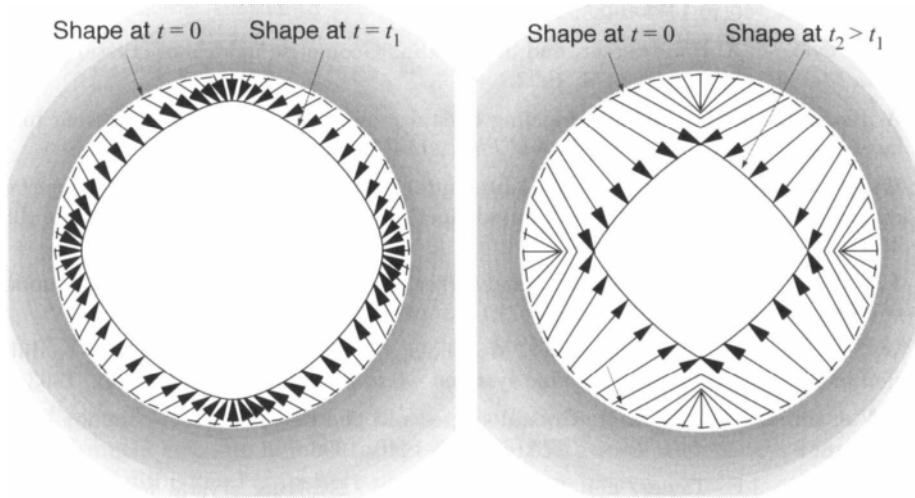 Shape at t = 0
Shape at t = t₁
Shape at t = 0
Shape at t₂ > t₁